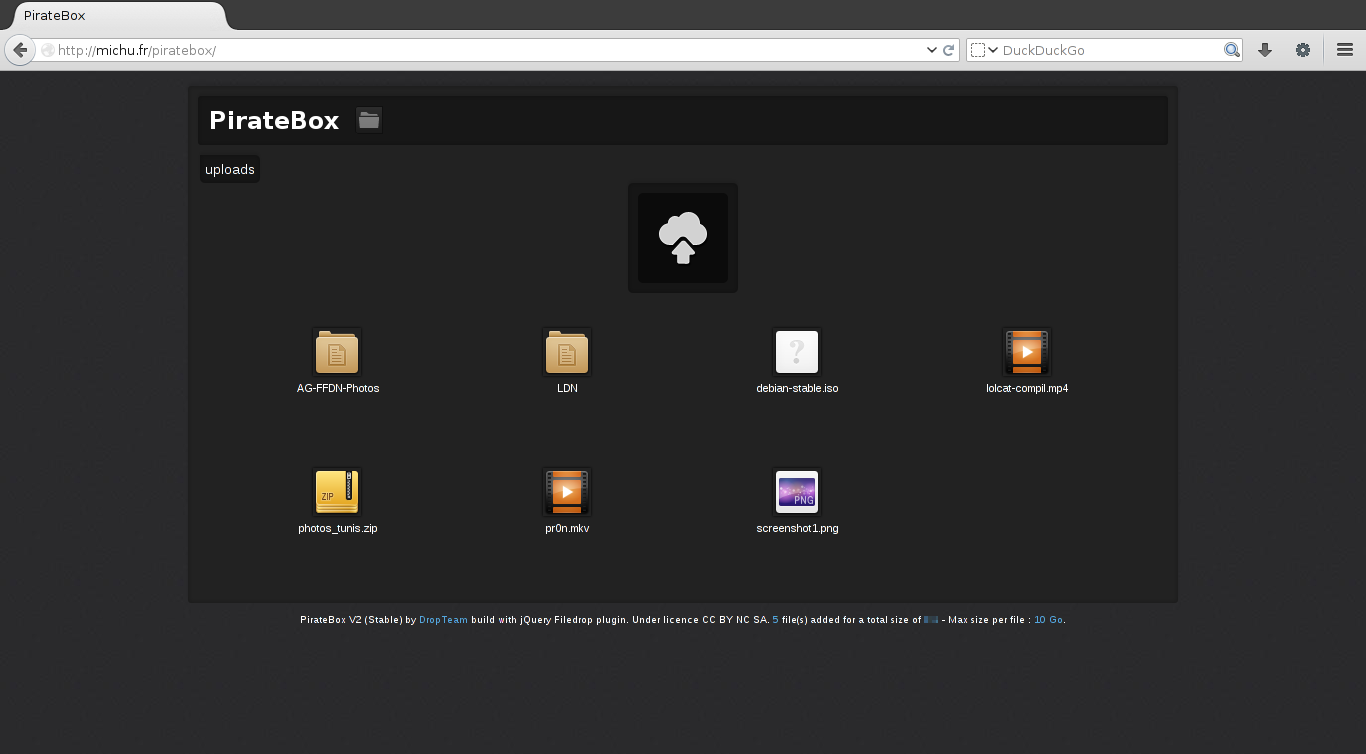 PirateBox
http://michu.fr/piratebox/
DuckDuckGo
PirateBox
uploads
AG-FFDN-Photos
LDN
?
debian-stable.iso
lolcat-compil.mp4
ZIP
photos_tunis.zip
pr0n.mkv
PNG
screenshot1.png
PirateBox V2 (Stable) by DropTeam build with jQuery Filedrop plugin. Under licence CC BY NC SA. 5 file(s) added for a total size of - Max size per file : 10 Go.